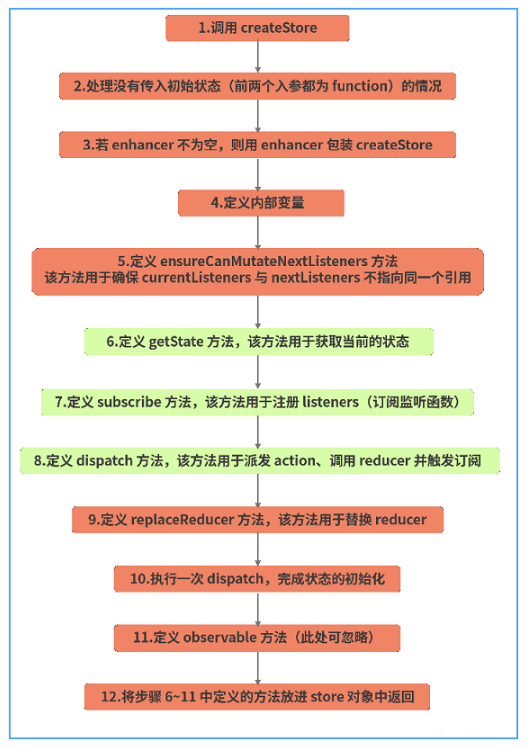 1.调用 createStore
2.处理没有传入初始状态（前两个入参都为 function）的情况
3.若 enhancer 不为空，则用 enhancer 包装 createStore
4.定义内部变量
5.定义 ensureCanMutateNextListeners 方法
该方法用于确保 currentListeners 与 nextListeners 不指向同一个引用
6.定义 getState 方法，该方法用于获取当前的状态
7.定义 subscribe 方法，该方法用于注册 listeners（订阅监听函数）
8.定义 dispatch 方法，该方法用于派发 action、调用 reducer 并触发订阅
9.定义 replaceReducer 方法，该方法用于替换 reducer
10.执行一次 dispatch，完成状态的初始化
11.定义 observable 方法（此处可忽略）
12.将步骤 6~11 中定义的方法放进 store 对象中返回